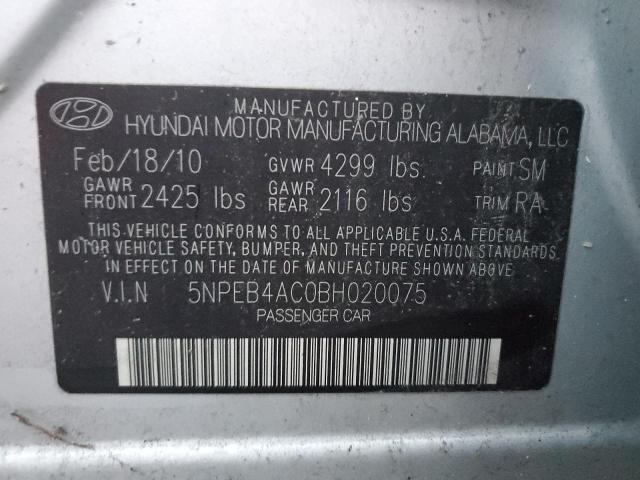 MANUFACTURED BY
HYUNDAI MOTOR MANUFACTURING ALABAMA, LLC
Feb/18/10 GVWR 4299 lbs. PAINT SM
GAWR FRONT 2425 lbs GAWR REAR 2116 lbs TRIM RA
THIS VEHICLE CONFORMS TO ALL APPLICABLE U.S.A. FEDERAL
MOTOR VEHICLE SAFETY, BUMPER, AND THEFT PREVENTION STANDARDS
IN EFFECT ON THE DATE OF MANUFACTURE SHOWN ABOVE.
V.I.N 5NPEB4AC0BH020075
PASSENGER CAR